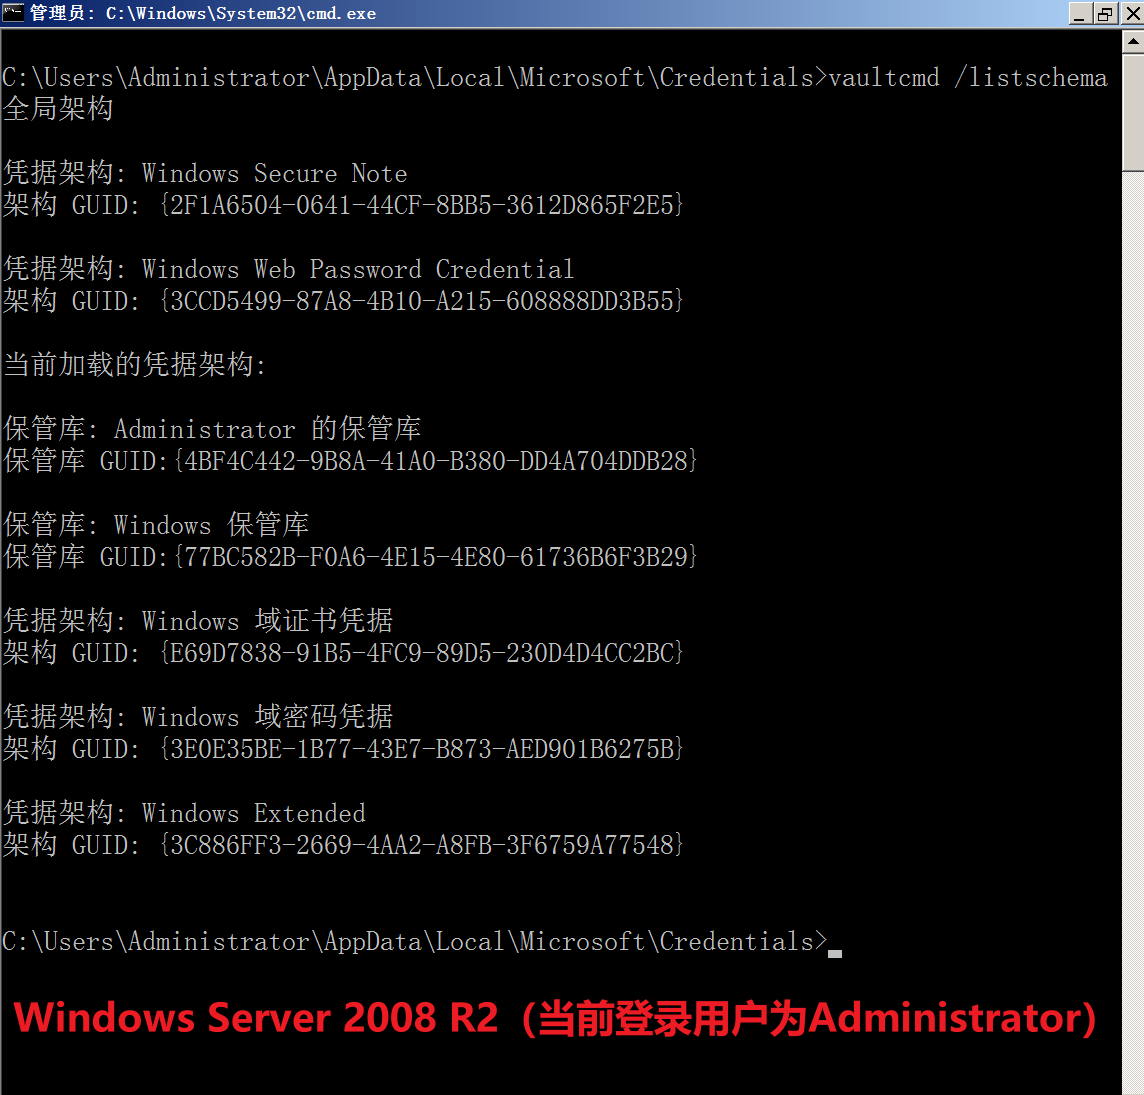 管理员: C:\Windows\System32\cmd.exe
C:\Users\Administrator\AppData\Local\Microsoft\Credentials>vaultcmd /listschema
全局架构
凭据架构: Windows Secure Note
架构 GUID: {2F1A6504-0641-44CF-8BB5-3612D865F2E5}
凭据架构: Windows Web Password Credential
架构 GUID: {3CCD5499-87A8-4B10-A215-608888DD3B55}
当前加载的凭据架构:
保管库: Administrator 的保管库
保管库 GUID:{4BF4C442-9B8A-41A0-B380-DD4A704DDB28}
保管库: Windows 保管库
保管库 GUID:{77BC582B-F0A6-4E15-4E80-61736B6F3B29}
凭据架构: Windows 域证书凭据
架构 GUID: {E69D7838-91B5-4FC9-89D5-230D4D4CC2BC}
凭据架构: Windows 域密码凭据
架构 GUID: {3E0E35BE-1B77-43E7-B873-AED901B6275B}
凭据架构: Windows Extended
架构 GUID: {3C886FF3-2669-4AA2-A8FB-3F6759A77548}
C:\Users\Administrator\AppData\Local\Microsoft\Credentials>
Windows Server 2008 R2（当前登录用户为Administrator）